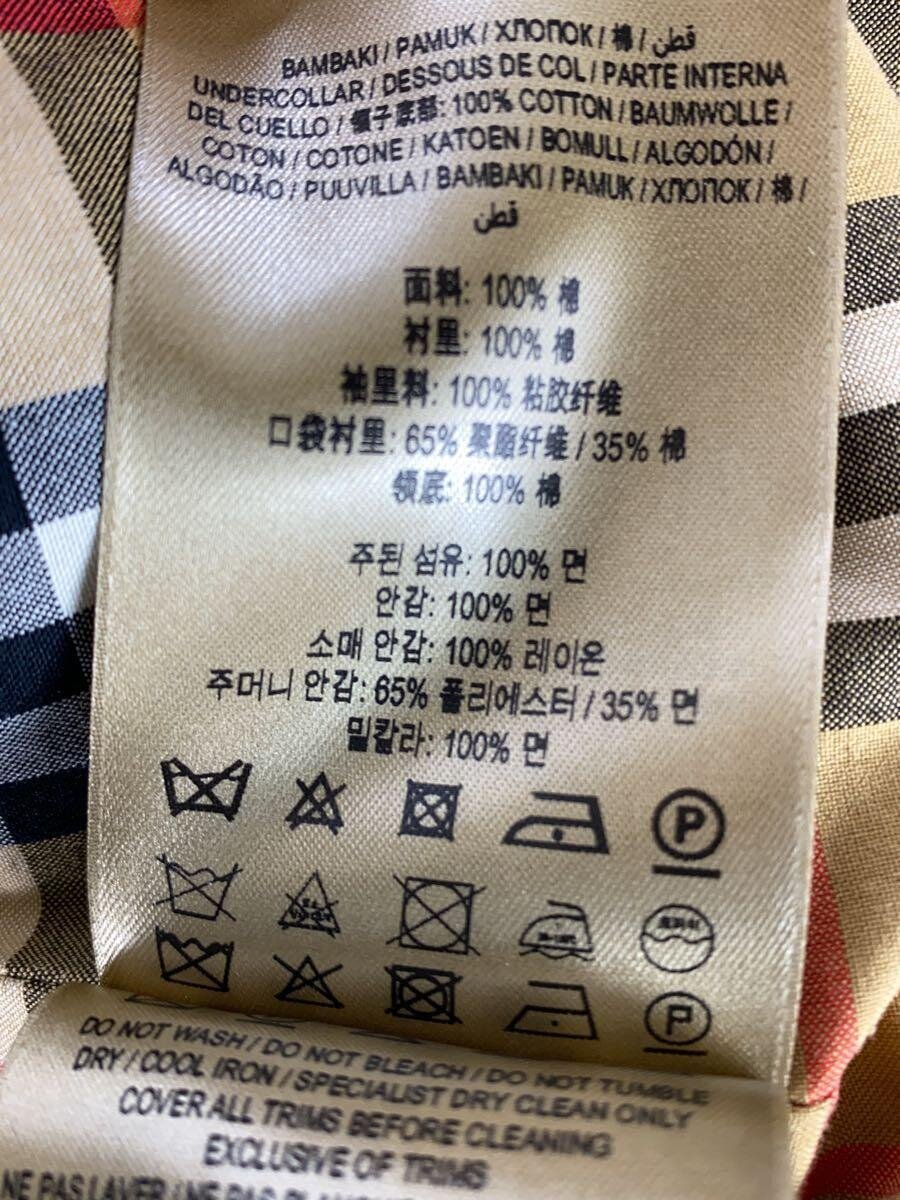 BAMBAKI / PAMUK / ХЛОПОК / 棉 / قطن
UNDERCOLLAR / DESSOUS DE COL / PARTE INTERNA
DEL CUELLO / 领子底部: 100% COTTON / BAUMWOLLE /
COTON / COTONE / KATOEN / BOMULL / ALGODÓN /
ALGODÃO / PUUVILLA / BAMBAKI / PAMUK / ХЛОПОК / 棉 /
قطن
面料: 100% 棉
衬里: 100% 棉
袖里料: 100% 粘胶纤维
口袋衬里: 65% 聚酯纤维 / 35% 棉
领底: 100% 棉
주된 섬유: 100% 면
안감: 100% 면
소매 안감: 100% 레이온
주머니 안감: 65% 폴리에스터 / 35% 면
밑칼라: 100% 면
P
P
DO NOT WASH / DO NOT BLEACH / DO NOT TUMBLE
DRY / COOL IRON / SPECIALIST DRY CLEAN ONLY
COVER ALL TRIMS BEFORE CLEANING
EXCLUSIVE OF TRIMS
NE PAS LAVER / NE PAS